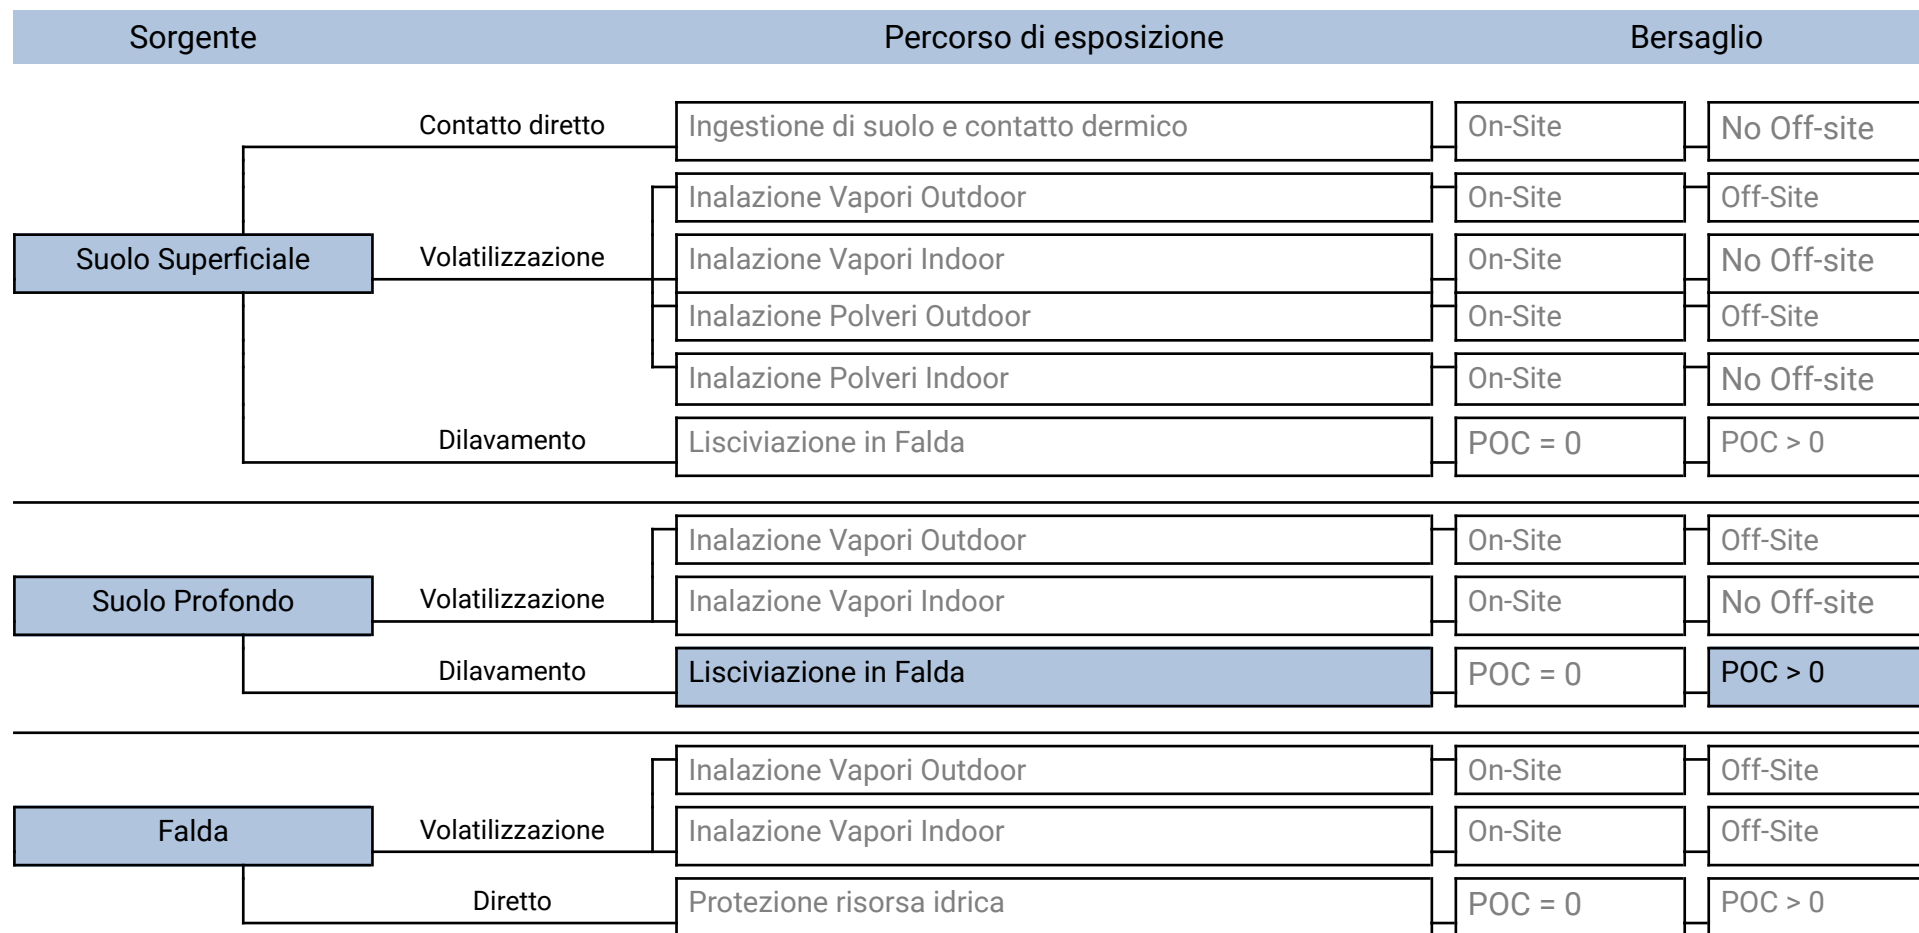 Sorgente Percorso di esposizione Bersaglio
Contatto diretto Ingestione di suolo e contatto dermico On-Site No Off-site
Inalazione Vapori Outdoor On-Site Off-Site
Suolo Superficiale Volatilizzazione Inalazione Vapori Indoor On-Site No Off-site
Inalazione Polveri Outdoor On-Site Off-Site
Inalazione Polveri Indoor On-Site No Off-site
Dilavamento Lisciviazione in Falda POC = 0 POC > 0
Inalazione Vapori Outdoor On-Site Off-Site
Suolo Profondo Volatilizzazione Inalazione Vapori Indoor On-Site No Off-site
Dilavamento Lisciviazione in Falda POC = 0 POC > 0
Inalazione Vapori Outdoor On-Site Off-Site
Falda Volatilizzazione Inalazione Vapori Indoor On-Site Off-Site
Diretto Protezione risorsa idrica POC = 0 POC > 0